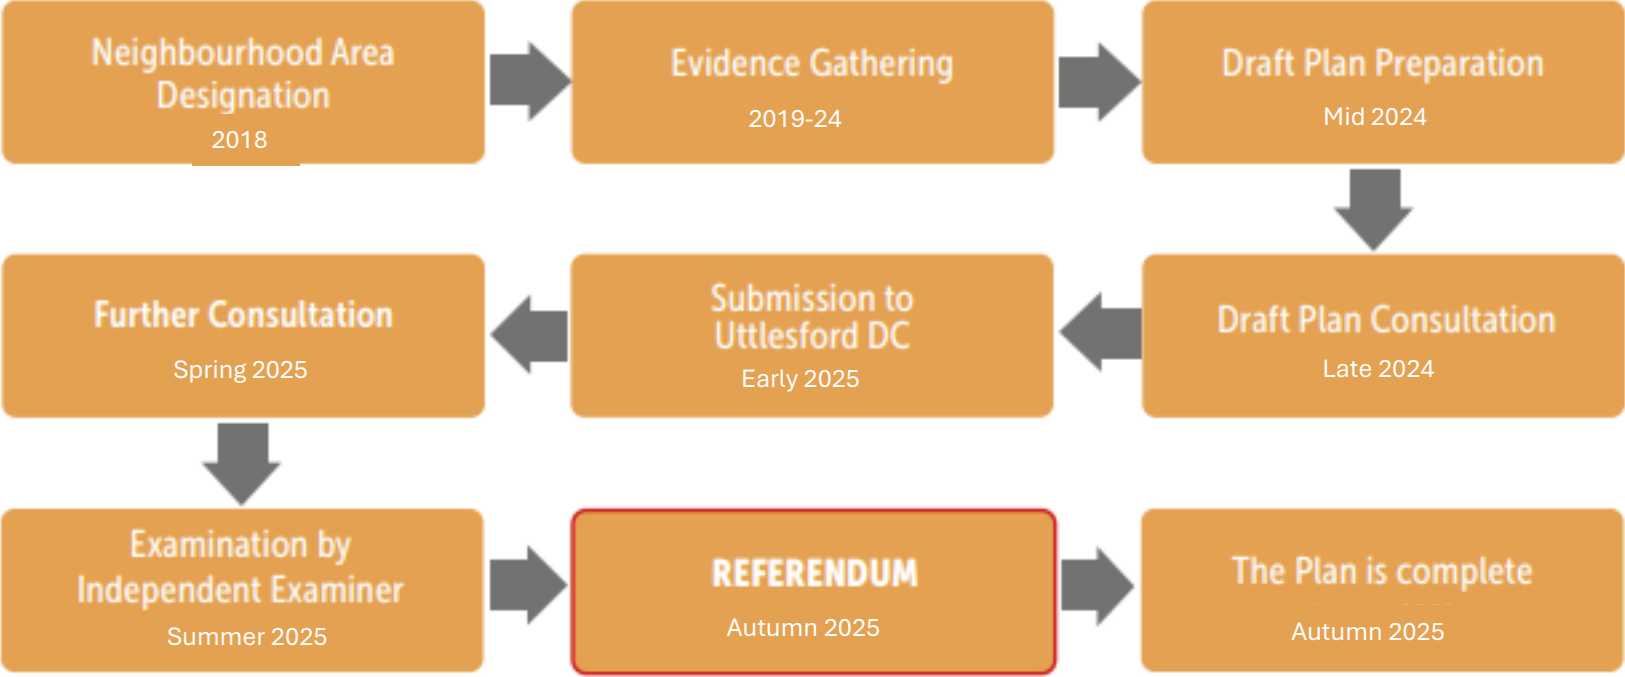 Neighbourhood Area
Designation
2018
Evidence Gathering
2019-24
Draft Plan Preparation
Mid 2024
Draft Plan Consultation
Late 2024
Submission to
Uttlesford DC
Early 2025
Further Consultation
Spring 2025
Examination by
Independent Examiner
Summer 2025
REFERENDUM
Autumn 2025
The Plan is complete
Autumn 2025